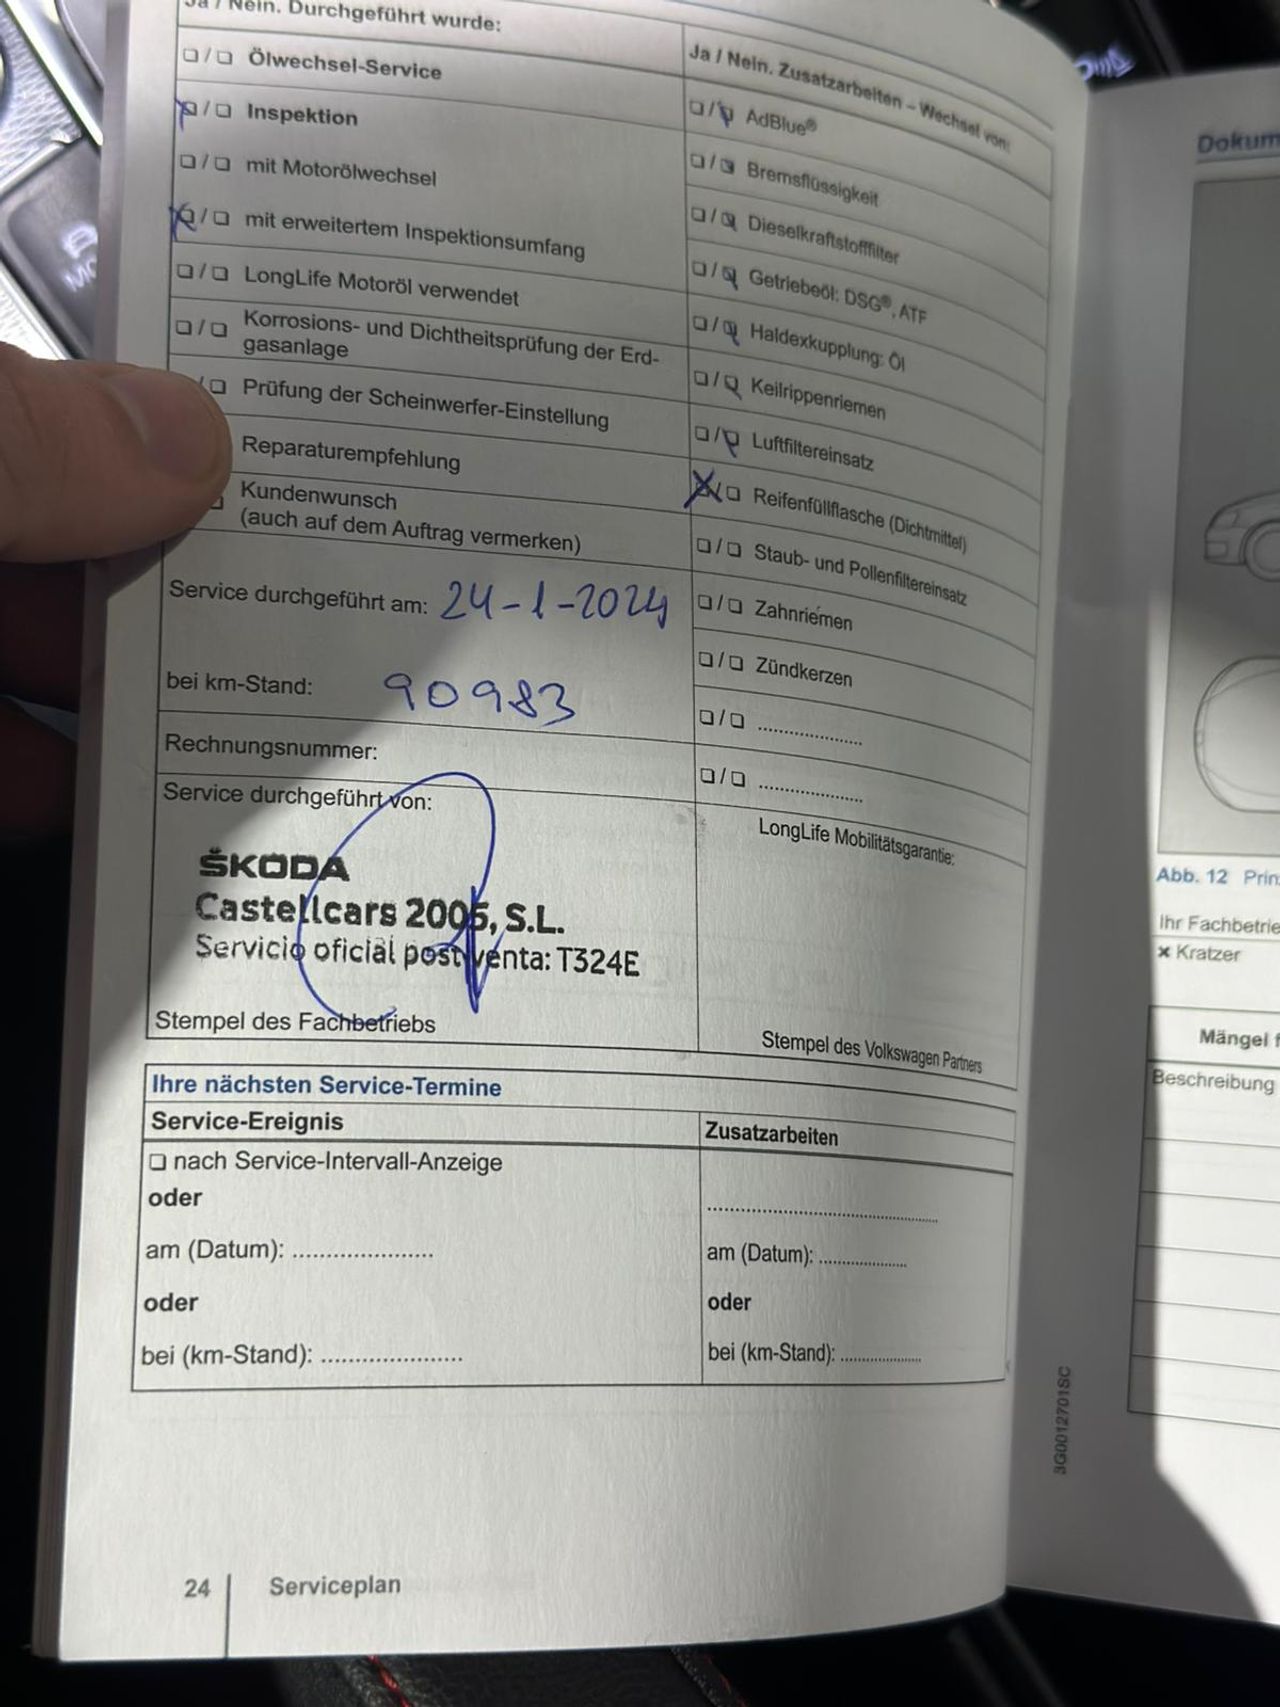 Ja / Nein. Durchgeführt wurde:
❑ / ❑ Ölwechsel-Service
❑ / ❑ Inspektion
❑ / ❑ mit Motorölwechsel
❑ / ❑ mit erweitertem Inspektionsumfang
❑ / ❑ LongLife Motoröl verwendet
❑ / ❑ Korrosions- und Dichtheitsprüfung der Erd-
gasanlage
/ ❑ Prüfung der Scheinwerfer-Einstellung
Reparaturempfehlung
Kundenwunsch
(auch auf dem Auftrag vermerken)
Service durchgeführt am: 24-1-2024
bei km-Stand: 90983
Rechnungsnummer:
Service durchgeführt von:
ŠKODA
Castellcars 2005, S.L.
Servicio oficial postventa: T324E
Stempel des Fachbetriebs
Ja / Nein. Zusatzarbeiten – Wechsel von:
❑ / ❑ AdBlue®
❑ / ❑ Bremsflüssigkeit
❑ / ❑ Dieselkraftstofffilter
❑ / ❑ Getriebeöl: DSG®, ATF
❑ / ❑ Haldexkupplung: Öl
❑ / ❑ Keilrippenriemen
❑ / ❑ Luftfiltereinsatz
❑ / ❑ Reifenfüllflasche (Dichtmittel)
❑ / ❑ Staub- und Pollenfiltereinsatz
❑ / ❑ Zahnriemen
❑ / ❑ Zündkerzen
❑ / ❑ ....................
❑ / ❑ ....................
LongLife Mobilitätsgarantie:
Stempel des Volkswagen Partners
Ihre nächsten Service-Termine
Service-Ereignis
❑ nach Service-Intervall-Anzeige
oder
am (Datum): .....................
oder
bei (km-Stand): .....................
Zusatzarbeiten
.............................................
am (Datum): .................
oder
bei (km-Stand): .................
24 Serviceplan
3G0012701SC
Dokum
Abb. 12 Prin
Ihr Fachbetrie
× Kratzer
Mängel f
Beschreibung